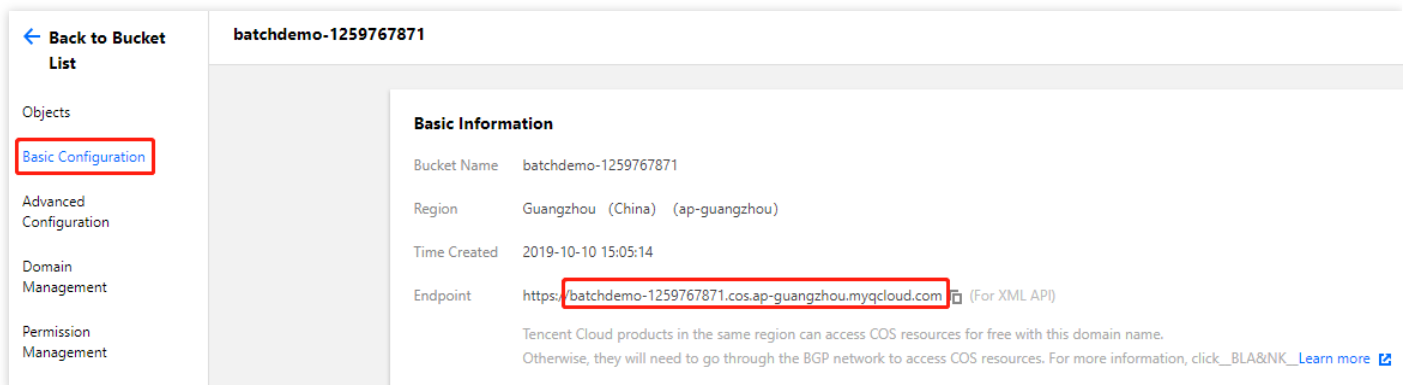 Back to Bucket
List
batchdemo-1259767871
Objects
Basic Configuration
Advanced
Configuration
Domain
Management
Permission
Management
Basic Information
Bucket Name batchdemo-1259767871
Region Guangzhou (China) (ap-guangzhou)
Time Created 2019-10-10 15:05:14
Endpoint https://batchdemo-1259767871.cos.ap-guangzhou.myqcloud.com (For XML API)
Tencent Cloud products in the same region can access COS resources for free with this domain name.
Otherwise, they will need to go through the BGP network to access COS resources. For more information, click__BLA&NK__Learn more